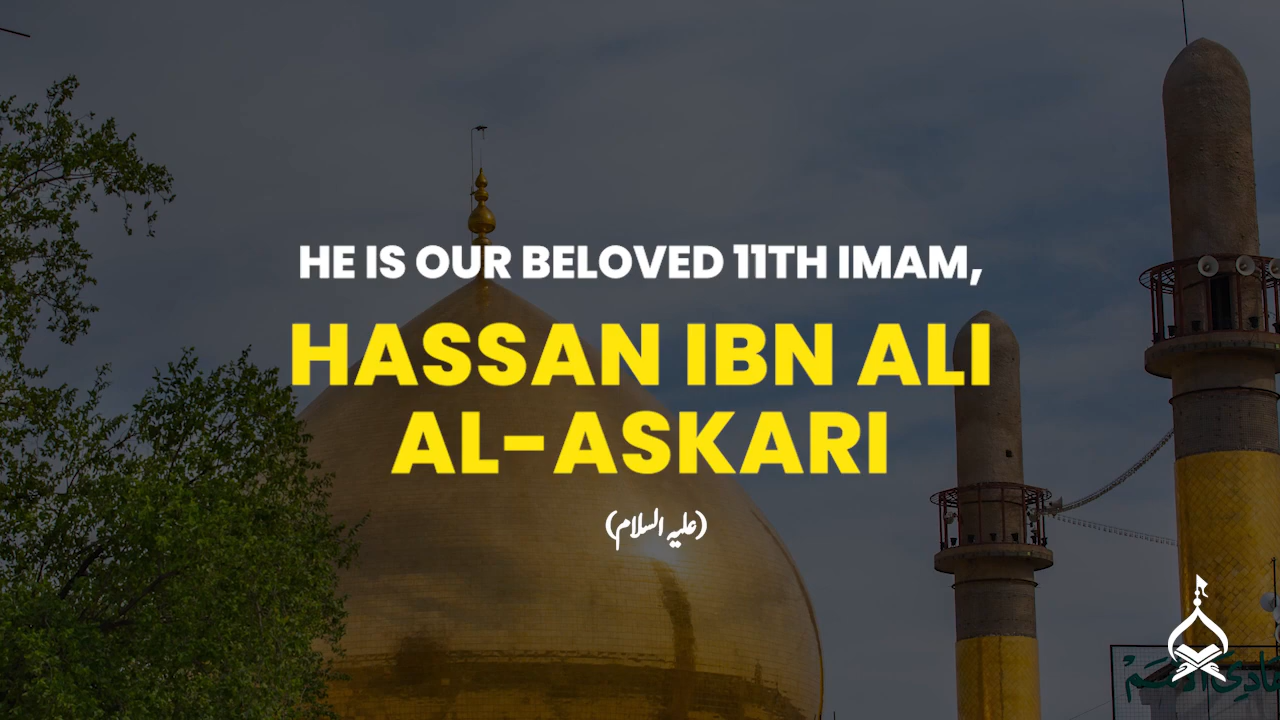 HE IS OUR BELOVED 11TH IMAM,
HASSAN IBN ALI
AL-ASKARI
(عليه السلام)